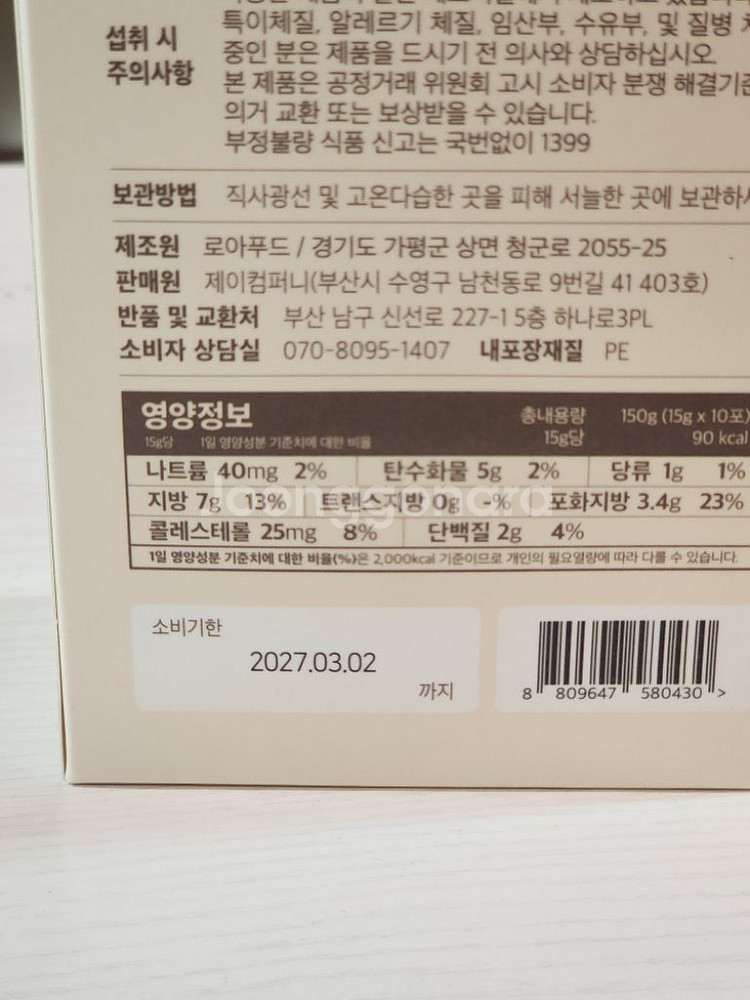 특이체질, 알레르기 체질, 임산부, 수유부, 및 질병
섭취 시 주의사항
중인 분은 제품을 드시기 전 의사와 상담하십시오.
본 제품은 공정거래 위원회 고시 소비자 분쟁 해결기준
의거 교환 또는 보상받을 수 있습니다.
부정불량 식품 신고는 국번없이 1399
보관방법 직사광선 및 고온다습한 곳을 피해 서늘한 곳에 보관하
제조원 로아푸드 / 경기도 가평군 상면 청군로 2055-25
판매원 제이컴퍼니(부산시 수영구 남천동로 9번길 41 403호)
반품 및 교환처 부산 남구 신선로 227-1 5층 하나로3PL
소비자 상담실 070-8095-1407 내포장재질 PE
영양정보 총내용량 150g (15g x 10포)
15g당 1일 영양성분 기준치에 대한 비율 15g당 90 kcal
나트륨 40mg 2% 탄수화물 5g 2% 당류 1g 1%
지방 7g 13% 트랜스지방 0g -% 포화지방 3.4g 23%
콜레스테롤 25mg 8% 단백질 2g 4%
1일 영양성분 기준치에 대한 비율(%)은 2,000kcal 기준이므로 개인의 필요열량에 따라 다를 수 있습니다.
joonggonara
소비기한
2027.03.02
까지
8 809647 580430 >